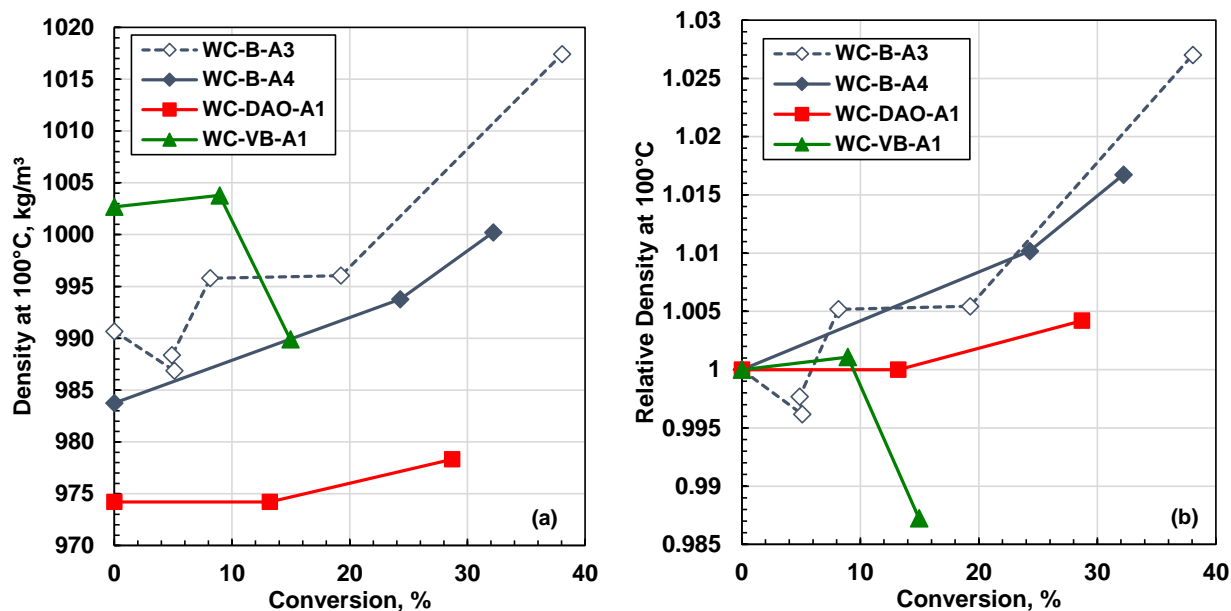 1020
1015
1010
1005
1000
995
990
985
980
975
970
Density at 100°C, kg/m³
WC-B-A3
WC-B-A4
WC-DAO-A1
WC-VB-A1
(a)
0 10 20 30 40
Conversion, %
1.03
1.025
1.02
1.015
1.01
1.005
1
0.995
0.99
0.985
Relative Density at 100°C
WC-B-A3
WC-B-A4
WC-DAO-A1
WC-VB-A1
(b)
0 10 20 30 40
Conversion, %